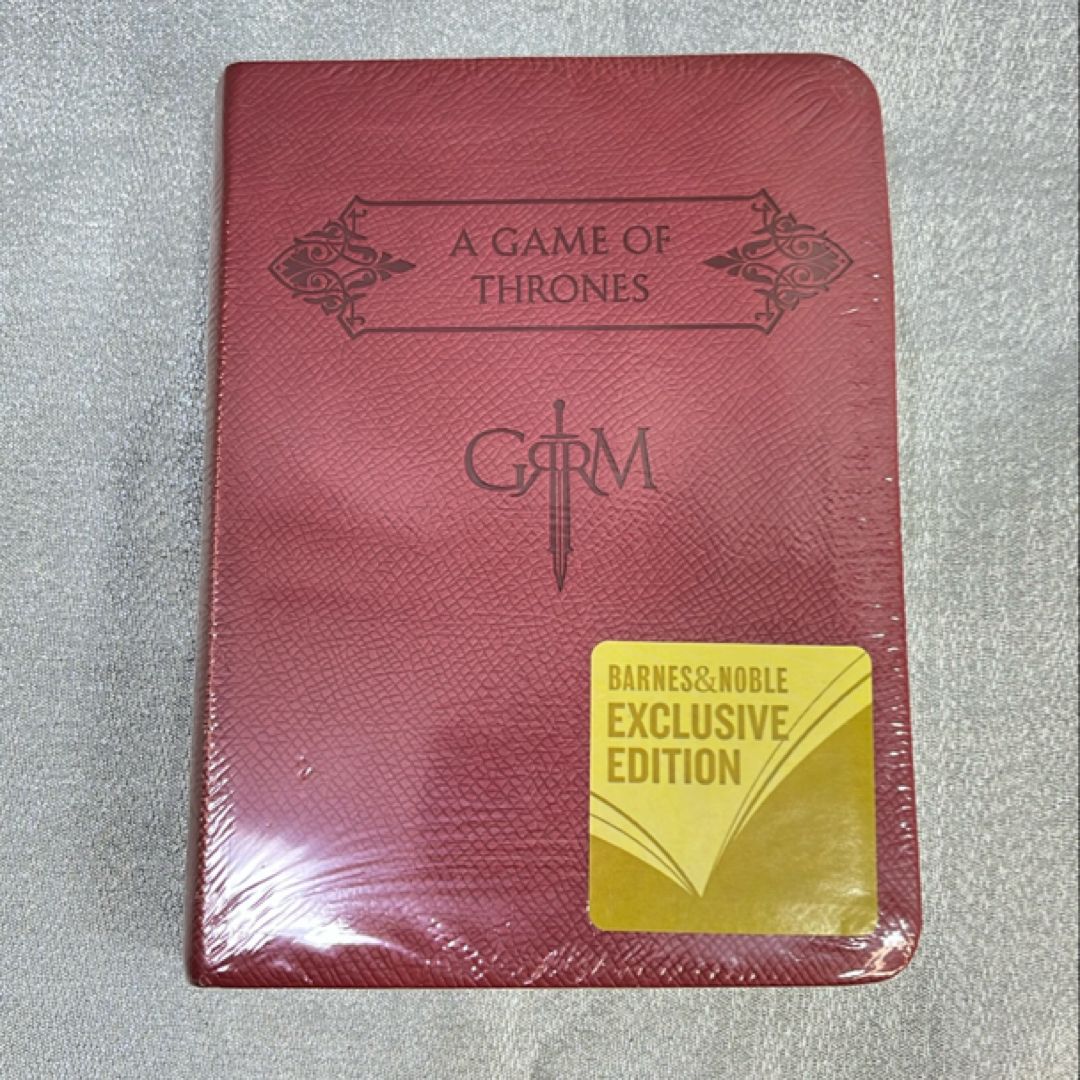 A GAME OF
THRONES
GRRM
BARNES&NOBLE
EXCLUSIVE
EDITION